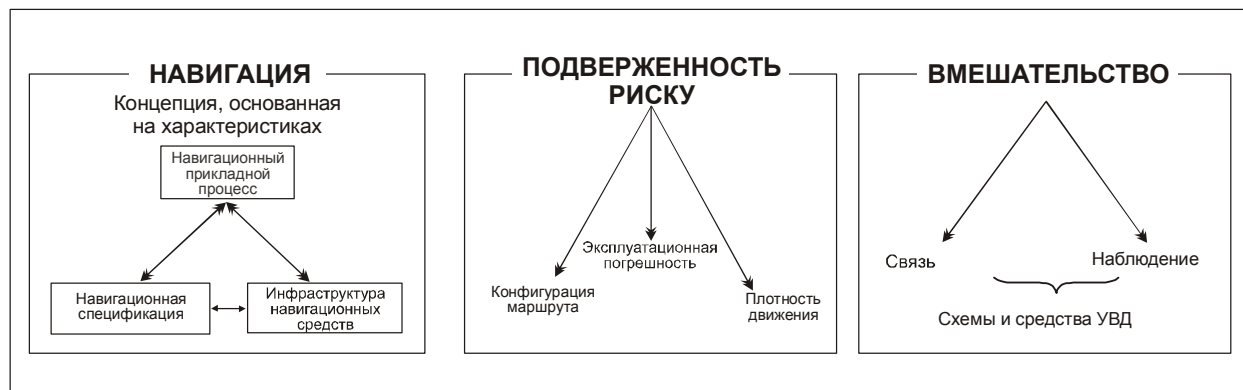 НАВИГАЦИЯ
Концепция, основанная
на характеристиках
Навигационный
прикладной
процесс
Навигационная
спецификация
Инфраструктура
навигационных
средств
ПОДВЕРЖЕННОСТЬ
РИСКУ
Эксплуатационная
погрешность
Конфигурация
маршрута
Плотность
движения
ВМЕШАТЕЛЬСТВО
Связь
Наблюдение
Схемы и средства УВД